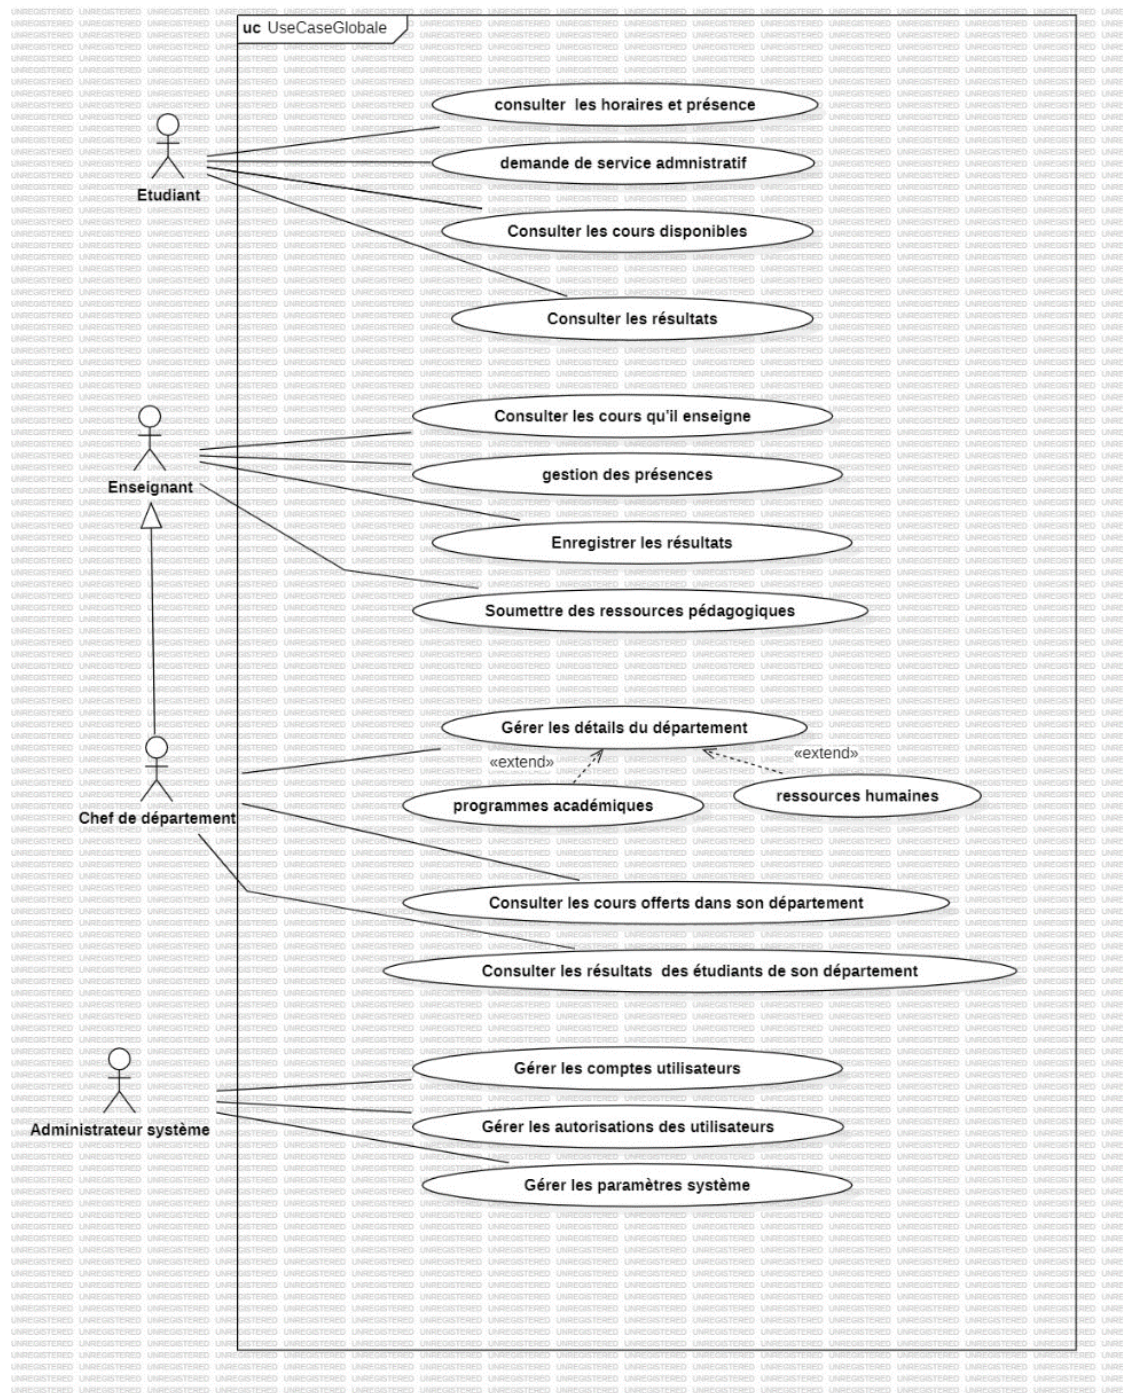 uc UseCaseGlobale
consulter les horaires et présence
demande de service admnistratif
Etudiant
Consulter les cours disponibles
Consulter les résultats
Consulter les cours qu'il enseigne
gestion des présences
Enseignant
Enregistrer les résultats
Soumettre des ressources pédagogiques
Gérer les détails du département
«extend»
«extend»
programmes académiques
ressources humaines
Chef de département
Consulter les cours offerts dans son département
Consulter les résultats des étudiants de son département
Gérer les comptes utilisateurs
Gérer les autorisations des utilisateurs
Administrateur système
Gérer les paramètres système
UNREGISTERED